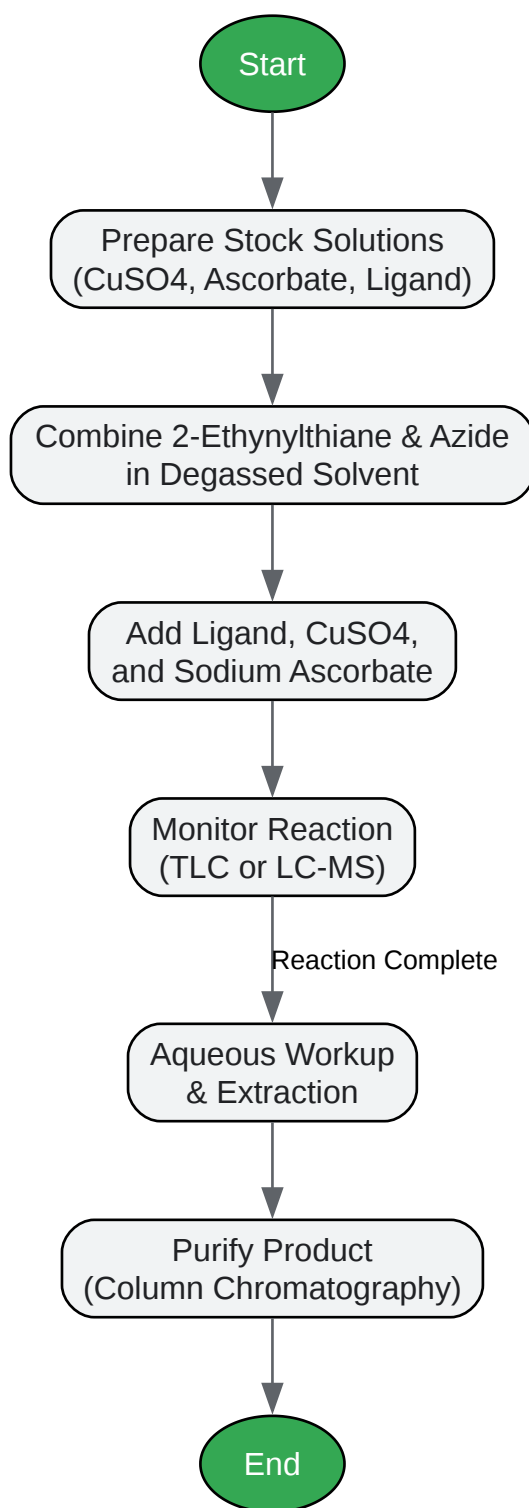 Start
Prepare Stock Solutions
(CuSO4, Ascorbate, Ligand)
Combine 2-Ethynylthiane & Azide
in Degassed Solvent
Add Ligand, CuSO4,
and Sodium Ascorbate
Monitor Reaction
(TLC or LC-MS)
Reaction Complete
Aqueous Workup
& Extraction
Purify Product
(Column Chromatography)
End